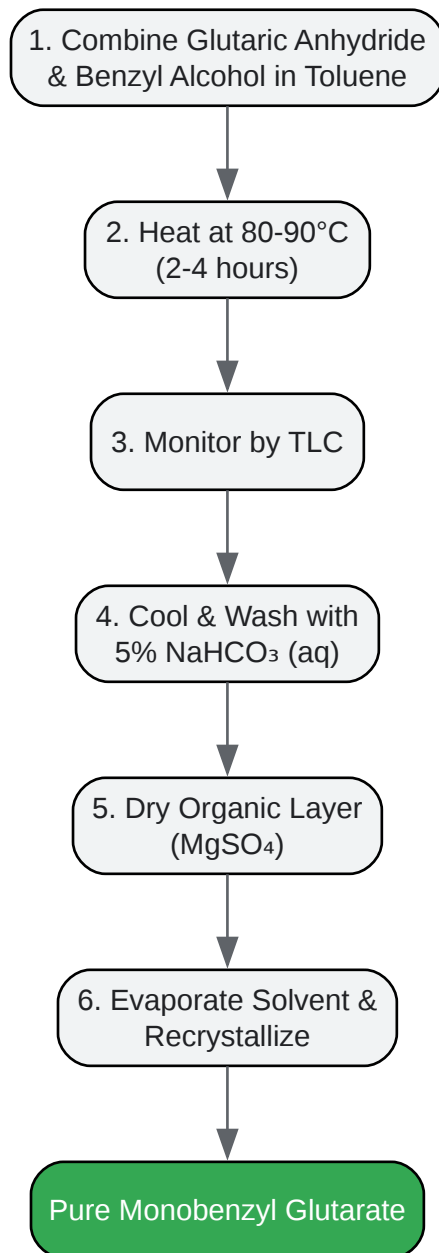 1. Combine Glutaric Anhydride
& Benzyl Alcohol in Toluene
2. Heat at 80-90°C
(2-4 hours)
3. Monitor by TLC
4. Cool & Wash with
5% NaHCO₃ (aq)
5. Dry Organic Layer
(MgSO₄)
6. Evaporate Solvent &
Recrystallize
Pure Monobenzyl Glutarate